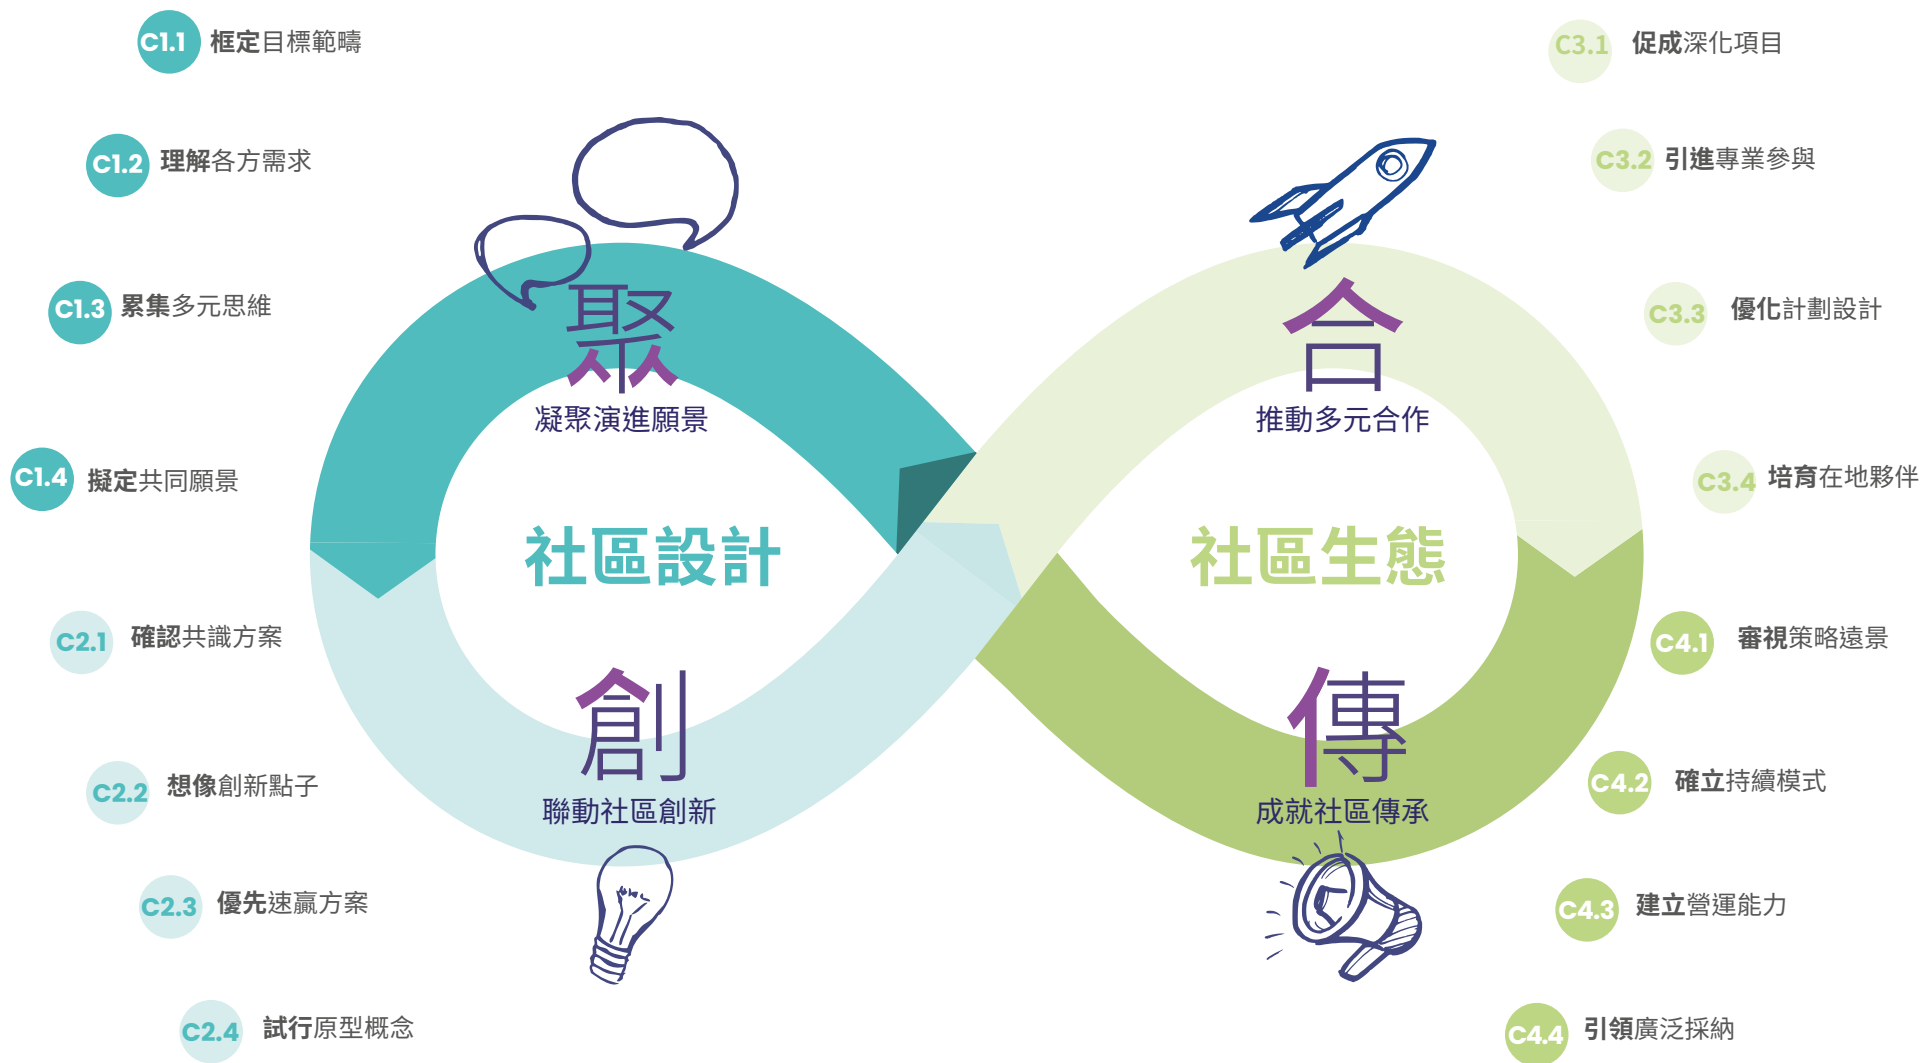 C1.1 框定目標範疇
C1.2 理解各方需求
C1.3 累集多元思維
C1.4 擬定共同願景
C2.1 確認共識方案
C2.2 想像創新點子
C2.3 優先速贏方案
C2.4 試行原型概念
聚
凝聚演進願景
社區設計
創
聯動社區創新
合
推動多元合作
社區生態
傳
成就社區傳承
C3.1 促成深化項目
C3.2 引進專業參與
C3.3 優化計劃設計
C3.4 培育在地夥伴
C4.1 審視策略遠景
C4.2 確立持續模式
C4.3 建立營運能力
C4.4 引領廣泛採納